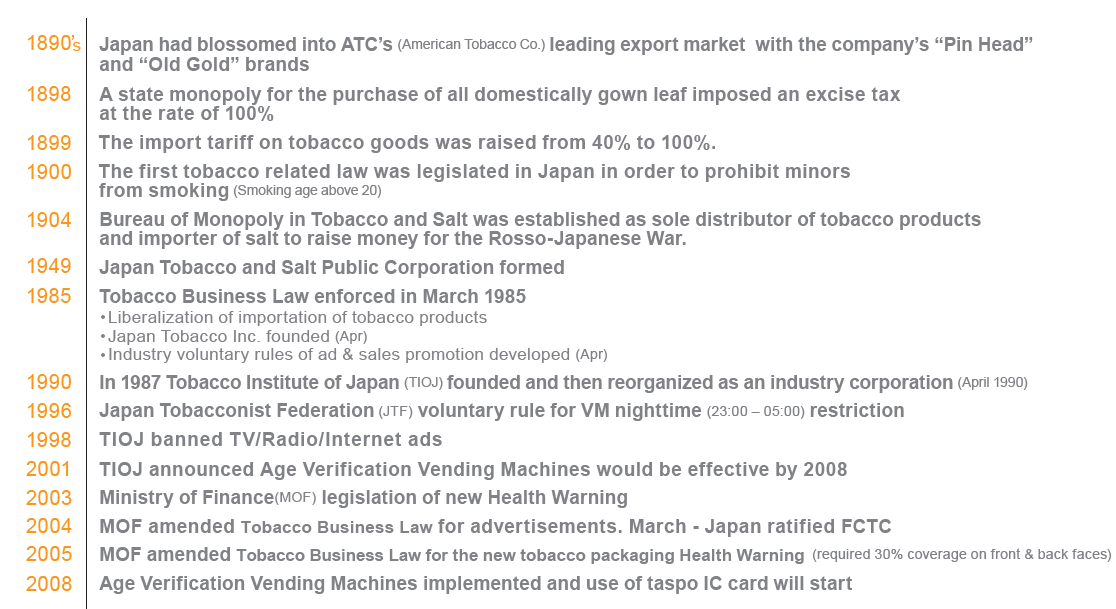 1890's Japan had blossomed into ATC's (American Tobacco Co.) leading export market with the company's “Pin Head”
and “Old Gold” brands
1898 A state monopoly for the purchase of all domestically gown leaf imposed an excise tax
at the rate of 100%
1899 The import tariff on tobacco goods was raised from 40% to 100%.
1900 The first tobacco related law was legislated in Japan in order to prohibit minors
from smoking (Smoking age above 20)
1904 Bureau of Monopoly in Tobacco and Salt was established as sole distributor of tobacco products
and importer of salt to raise money for the Rosso-Japanese War.
1949 Japan Tobacco and Salt Public Corporation formed
1985 Tobacco Business Law enforced in March 1985
・Liberalization of importation of tobacco products
・Japan Tobacco Inc. founded (Apr)
・Industry voluntary rules of ad & sales promotion developed (Apr)
1990 In 1987 Tobacco Institute of Japan (TIOJ) founded and then reorganized as an industry corporation (April 1990)
1996 Japan Tobacconist Federation (JTF) voluntary rule for VM nighttime (23:00 – 05:00) restriction
1998 TIOJ banned TV/Radio/Internet ads
2001 TIOJ announced Age Verification Vending Machines would be effective by 2008
2003 Ministry of Finance(MOF) legislation of new Health Warning
2004 MOF amended Tobacco Business Law for advertisements. March - Japan ratified FCTC
2005 MOF amended Tobacco Business Law for the new tobacco packaging Health Warning (required 30% coverage on front & back faces)
2008 Age Verification Vending Machines implemented and use of taspo IC card will start